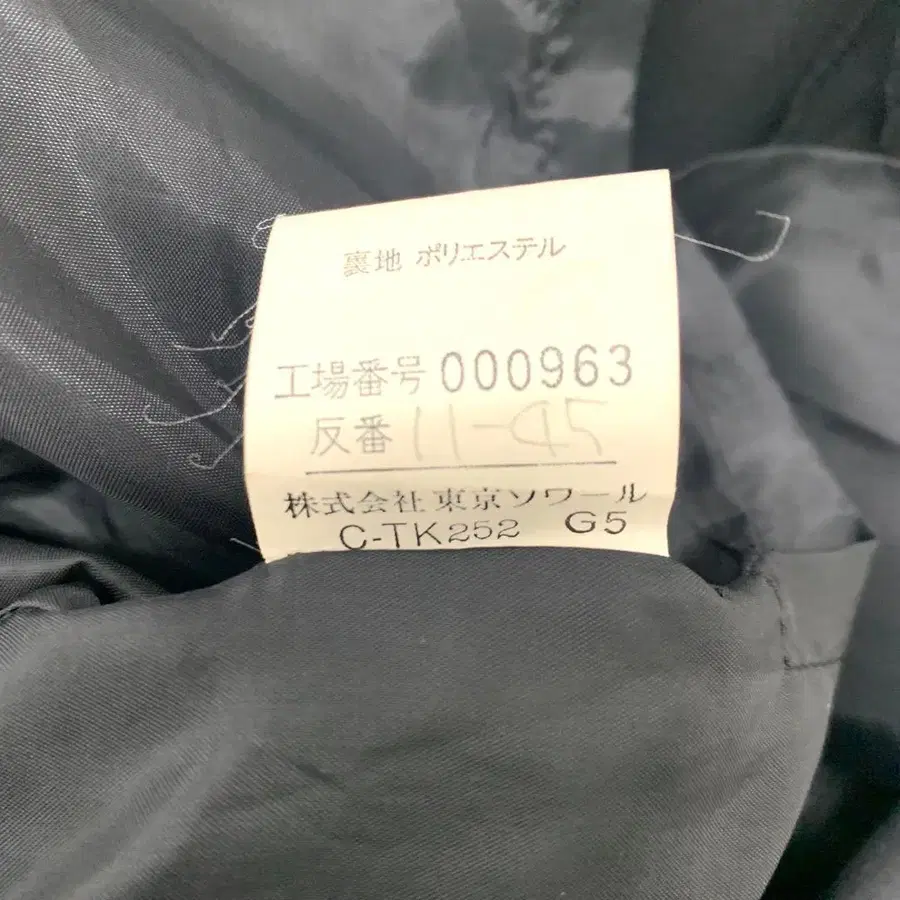 裏地 ポリエステル
工場番号 000963
反番 11-45
株式会社 東京ソワール
C-TK252 G5